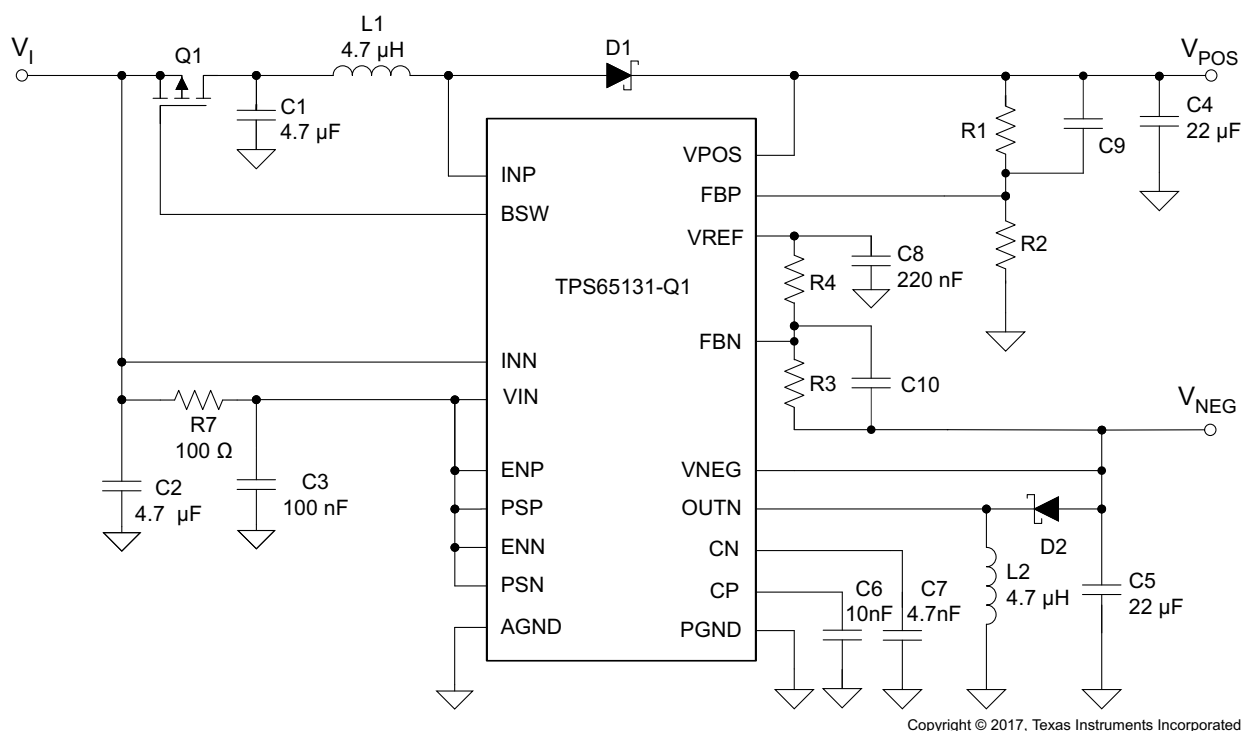 V_I
Q1
L1
4.7 µH
D1
V_POS
C1
4.7 µF
R1
C9
C4
22 µF
INP
BSW
VPOS
FBP
VREF
R2
C8
220 nF
R4
TPS65131-Q1
FBN
INN
VIN
R3
C10
R7
100 Ω
V_NEG
C2
4.7 µF
C3
100 nF
ENP
PSP
ENN
PSN
AGND
VNEG
OUTN
CN
CP
PGND
D2
L2
4.7 µH
C5
22 µF
C6
10nF
C7
4.7nF
Copyright © 2017, Texas Instruments Incorporated